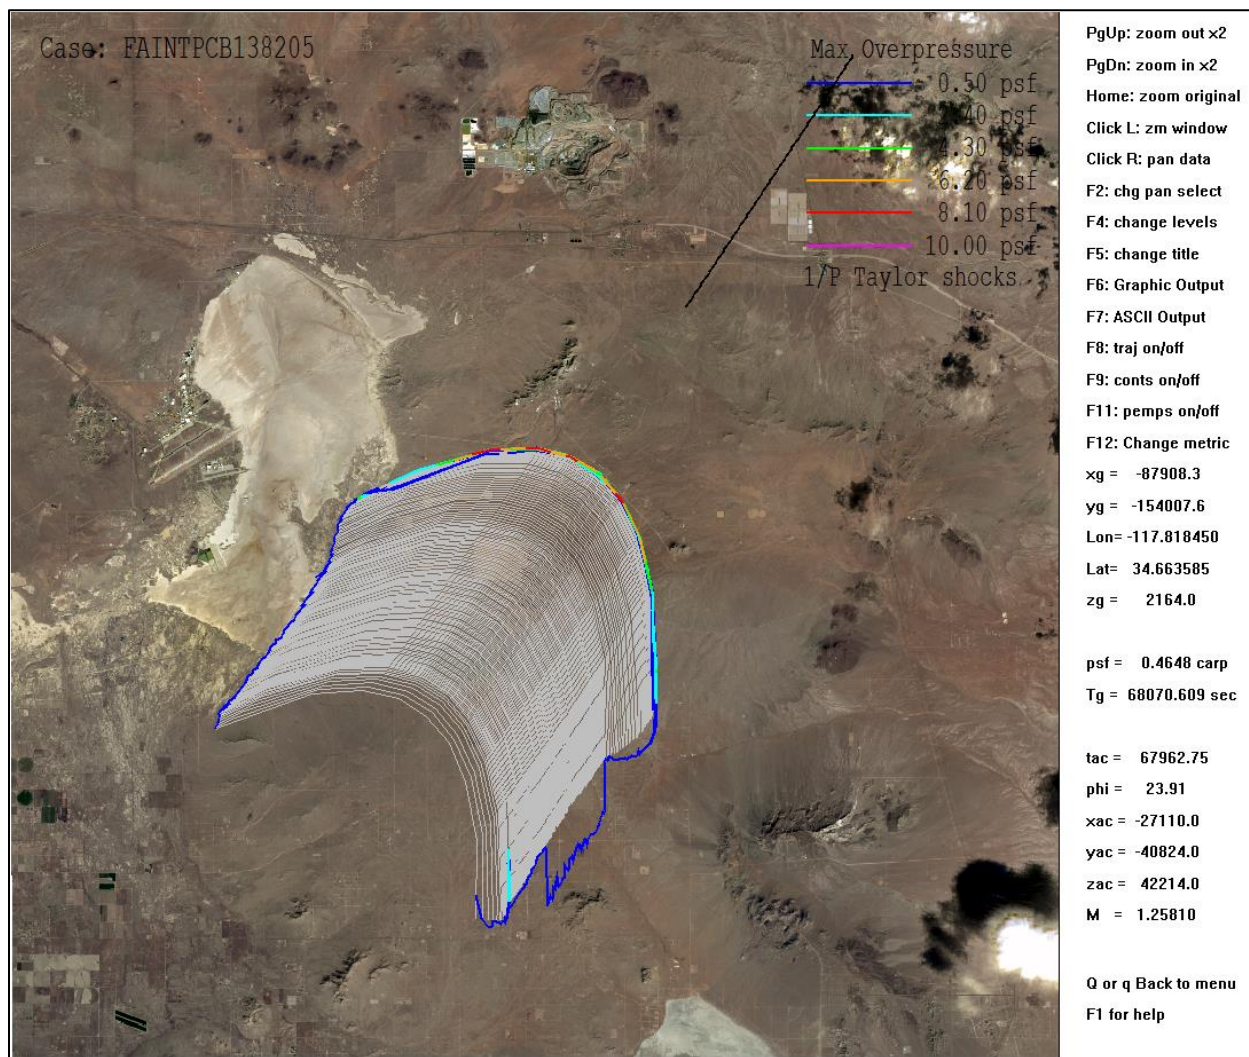 Case: FAINTPCB138205
Max. Overpressure
0.50 psf
40 psf
4.30 psf
6.20 psf
8.10 psf
10.00 psf
1/P Taylor shocks
PgUp: zoom out x2
PgDn: zoom in x2
Home: zoom original
Click L: zm window
Click R: pan data
F2: chg pan select
F4: change levels
F5: change title
F6: Graphic Output
F7: ASCII Output
F8: traj on/off
F9: conts on/off
F11: pemps on/off
F12: Change metric
xg = -87908.3
yg = -154007.6
Lon= -117.818450
Lat= 34.663585
zg = 2164.0
psf = 0.4648 carp
Tg = 68070.609 sec
tac = 67962.75
phi = 23.91
xac = -27110.0
yac = -40824.0
zac = 42214.0
M = 1.25810
Q or q Back to menu
F1 for help